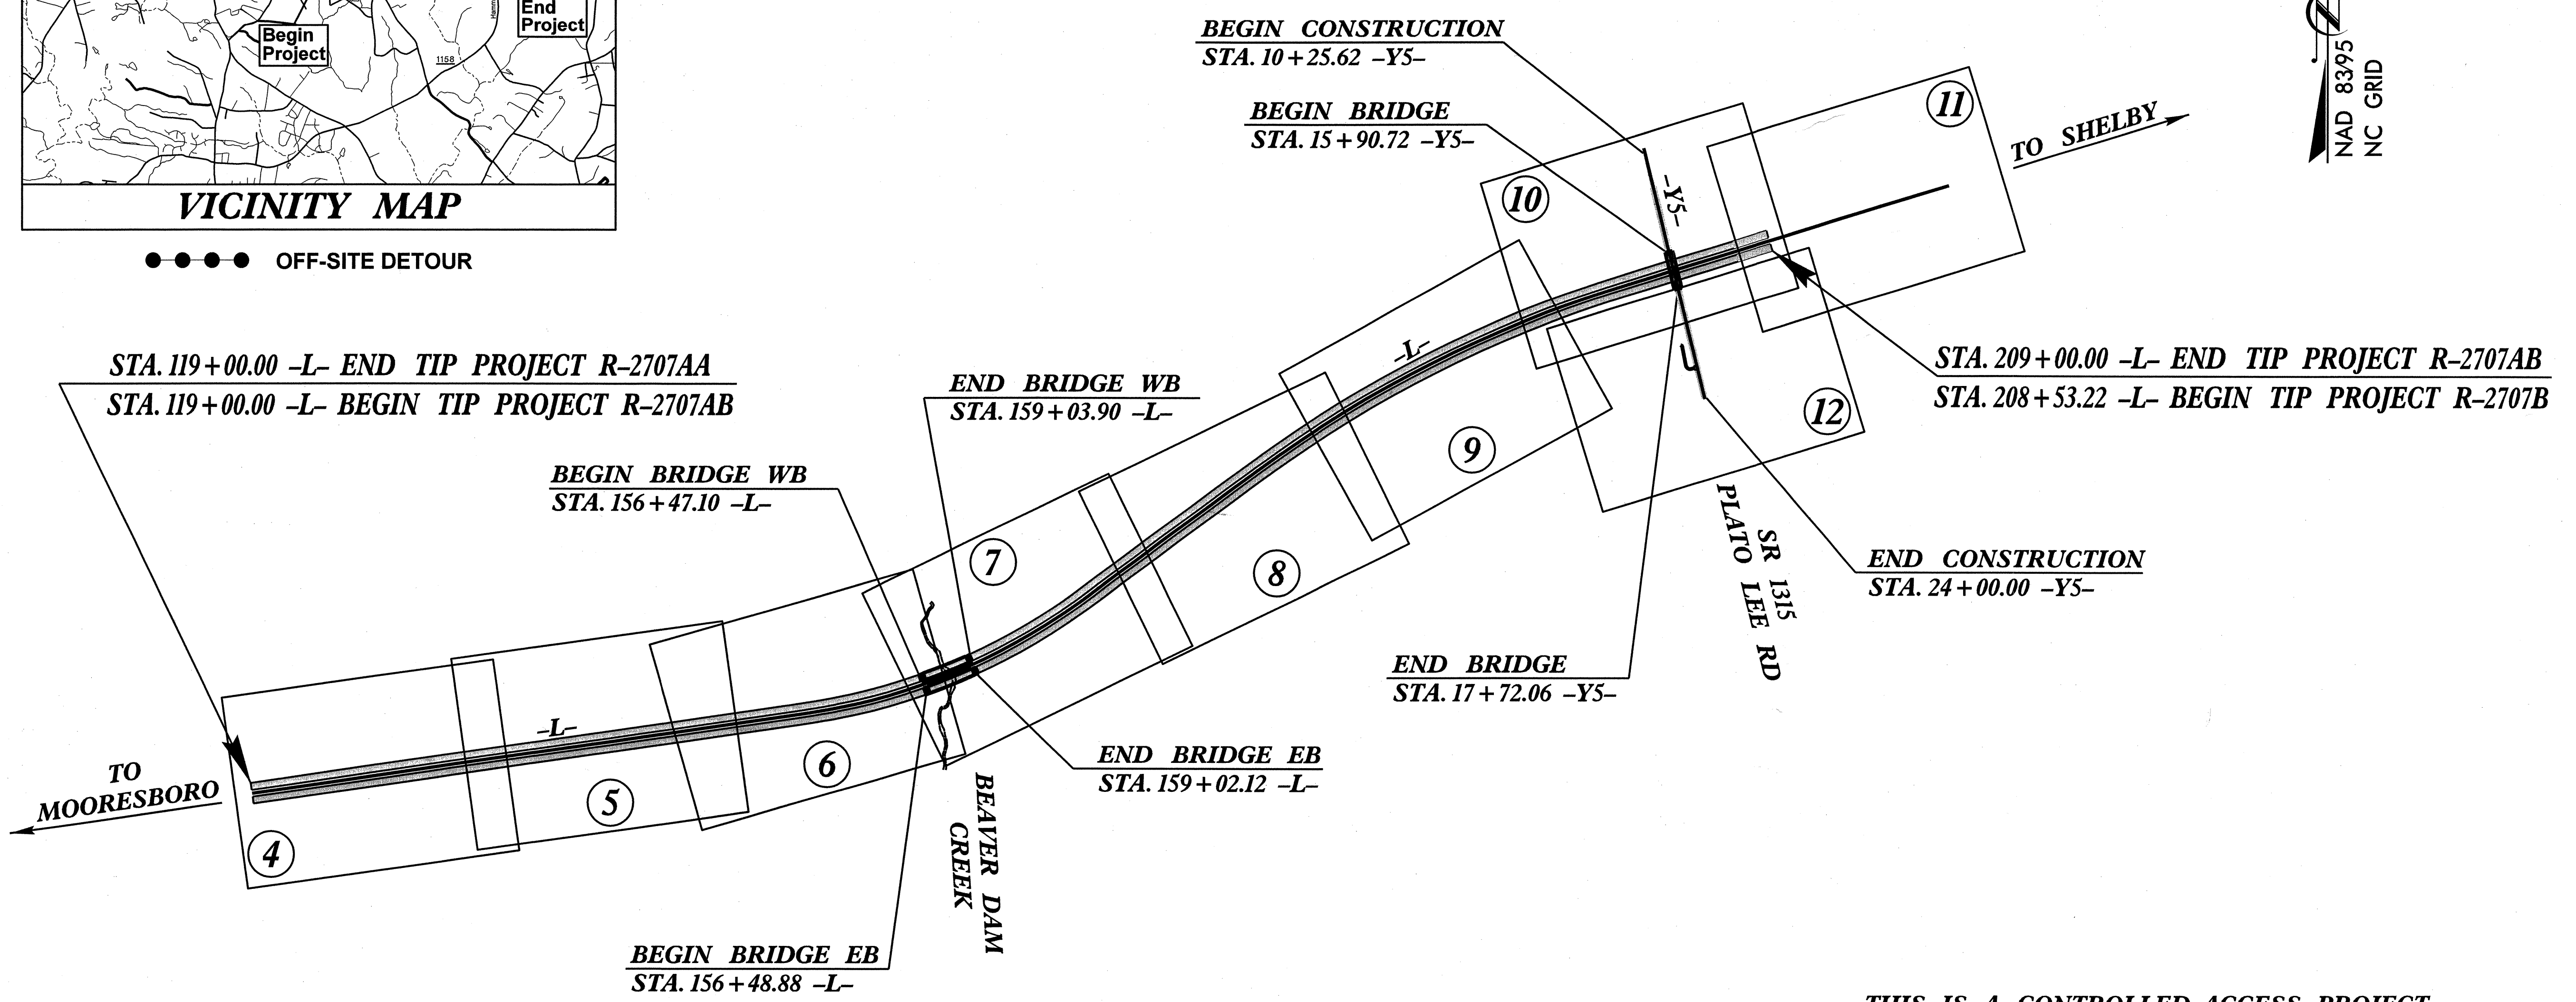 End
Project
Begin
Project
1158
VICINITY MAP
OFF-SITE DETOUR
BEGIN CONSTRUCTION
STA. 10+25.62 –Y5–
BEGIN BRIDGE
STA. 15+90.72 –Y5–
NAD 83/95
NC GRID
11
TO SHELBY
10
–Y5–
STA. 119+00.00 –L– END TIP PROJECT R–2707AA
STA. 119+00.00 –L– BEGIN TIP PROJECT R–2707AB
END BRIDGE WB
STA. 159+03.90 –L–
–L–
STA. 209+00.00 –L– END TIP PROJECT R–2707AB
STA. 208+53.22 –L– BEGIN TIP PROJECT R–2707B
12
9
BEGIN BRIDGE WB
STA. 156+47.10 –L–
SR 1315
PLATO LEE RD
END CONSTRUCTION
STA. 24+00.00 –Y5–
7
8
END BRIDGE
STA. 17+72.06 –Y5–
–L–
6
END BRIDGE EB
STA. 159+02.12 –L–
TO
MOORESBORO
5
4
BEAVER DAM
CREEK
BEGIN BRIDGE EB
STA. 156+48.88 –L–
THIS IS A CONTROLLED ACCESS PROJECT